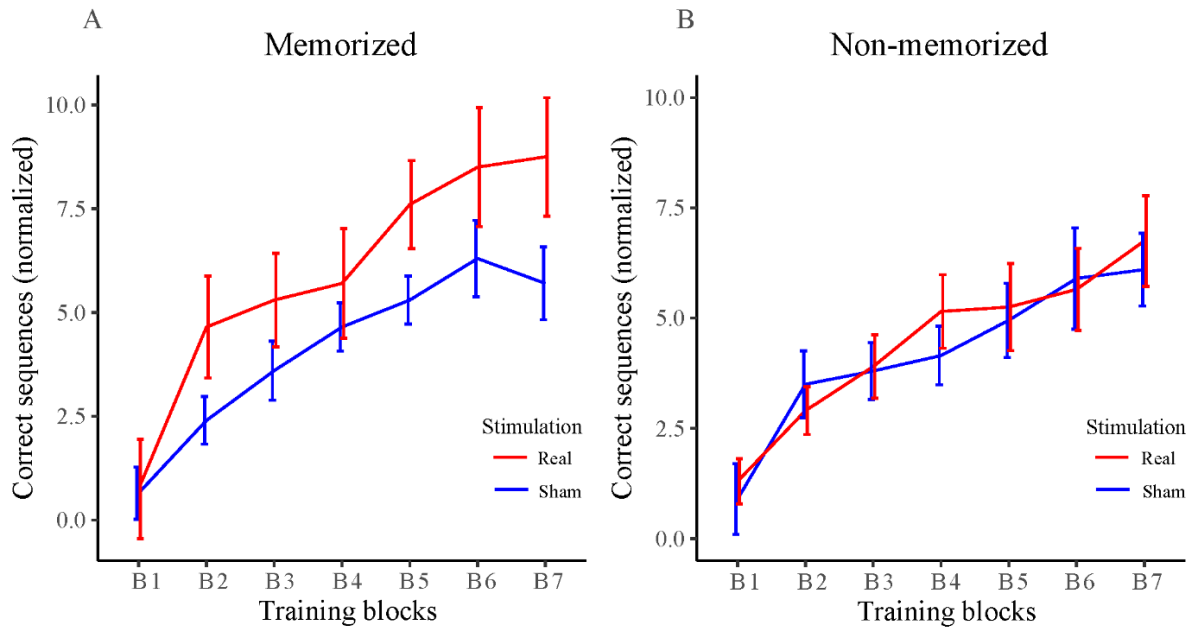 A
Memorized
Correct sequences (normalized)
10.0
7.5
5.0
2.5
0.0
Stimulation
Real
Sham
B1 B2 B3 B4 B5 B6 B7
Training blocks
B
Non-memorized
Correct sequences (normalized)
10.0
7.5
5.0
2.5
0.0
Stimulation
Real
Sham
B1 B2 B3 B4 B5 B6 B7
Training blocks